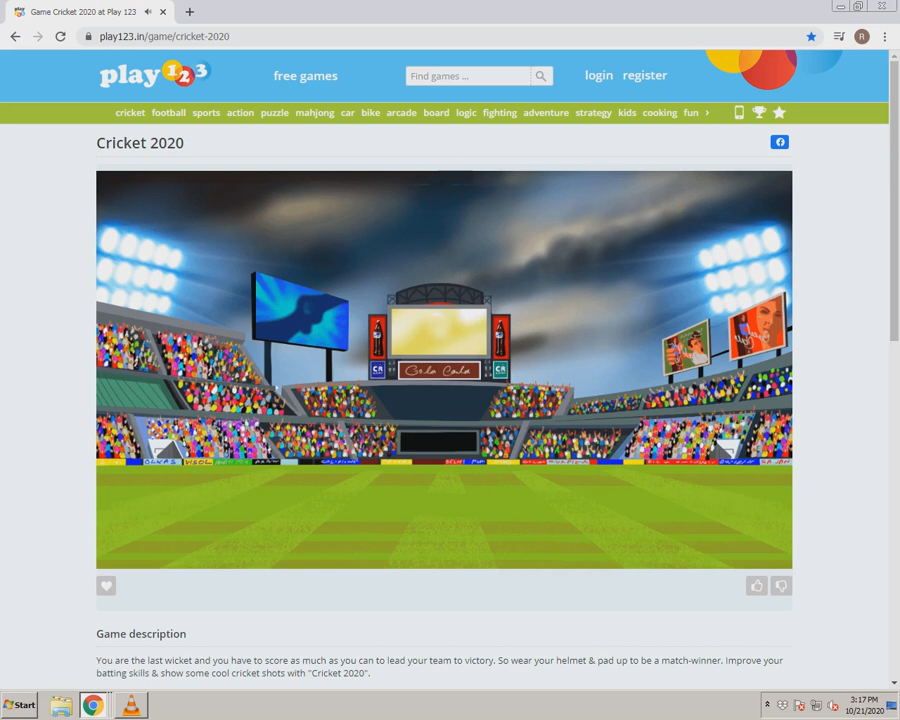 Game Cricket 2020 at Play 123
play123.in/game/cricket-2020
R
play 123
free games
Find games ...
login register
cricket football sports action puzzle mahjong car bike arcade board logic fighting adventure strategy kids cooking fun ›
Cricket 2020
Cola Cola
Game description
You are the last wicket and you have to score as much as you can to lead your team to victory. So wear your helmet & pad up to be a match-winner. Improve your
batting skills & show some cool cricket shots with "Cricket 2020".
Start
3:17 PM
10/21/2020